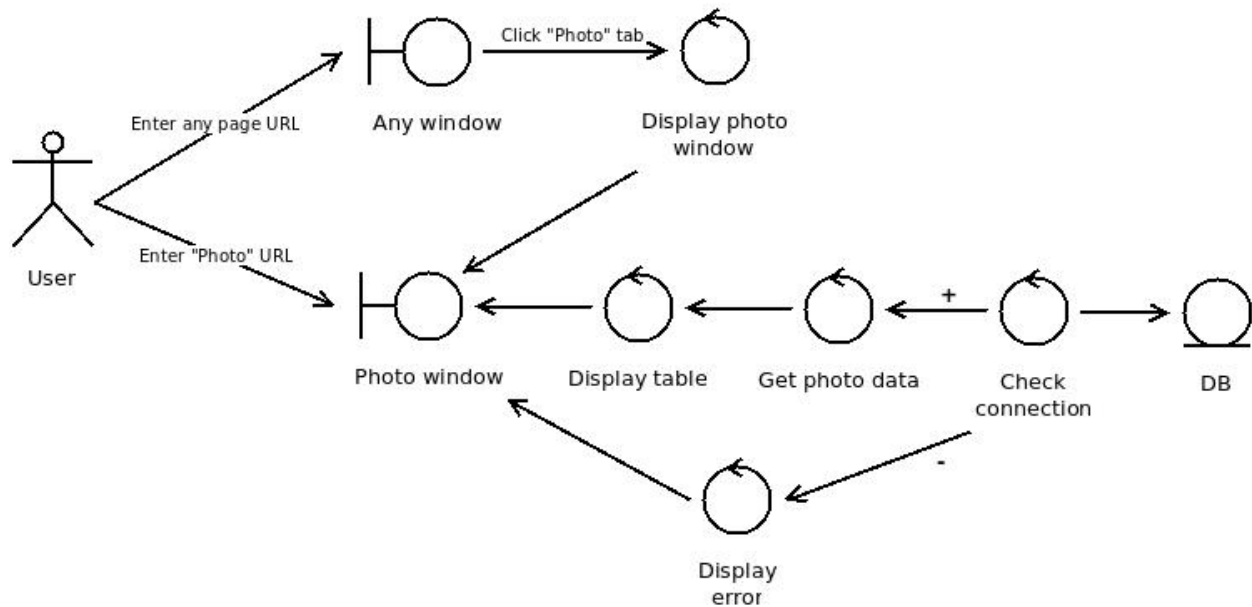 Click "Photo" tab
Enter any page URL
Any window
Display photo
window
User
Enter "Photo" URL
+
Photo window
Display table
Get photo data
Check
connection
DB
-
Display
error